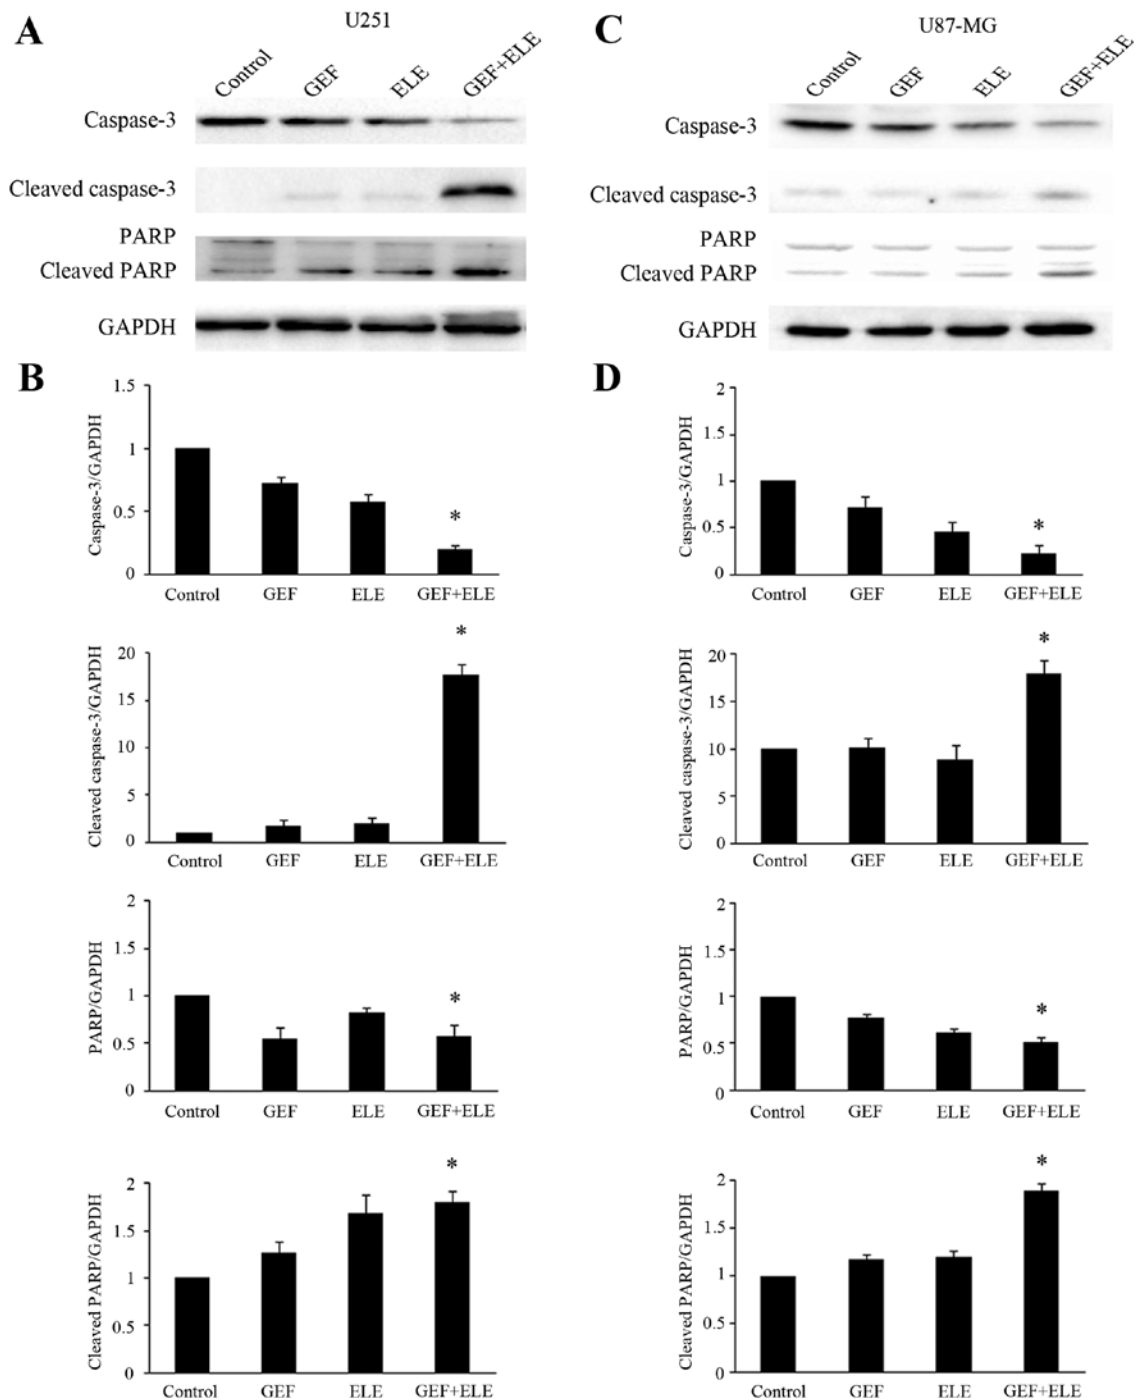 A
U251
Control GEF ELE GEF+ELE
Caspase-3
Cleaved caspase-3
PARP
Cleaved PARP
GAPDH
C
U87-MG
Control GEF ELE GEF+ELE
Caspase-3
Cleaved caspase-3
PARP
Cleaved PARP
GAPDH
B
Caspase-3/GAPDH
1.5
1
0.5
0
*
Control GEF ELE GEF+ELE
Cleaved caspase-3/GAPDH
20
15
10
5
0
*
Control GEF ELE GEF+ELE
PARP/GAPDH
2
1.5
1
0.5
0
*
Control GEF ELE GEF+ELE
Cleaved PARP/GAPDH
2
1.5
1
0.5
0
*
Control GEF ELE GEF+ELE
D
Caspase-3/GAPDH
2
1.5
1
0.5
0
*
Control GEF ELE GEF+ELE
Cleaved caspase-3/GAPDH
20
15
10
5
0
*
Control GEF ELE GEF+ELE
PARP/GAPDH
2
1.5
1
0.5
0
*
Control GEF ELE GEF+ELE
Cleaved PARP/GAPDH
2
1.5
1
0.5
0
*
Control GEF ELE GEF+ELE